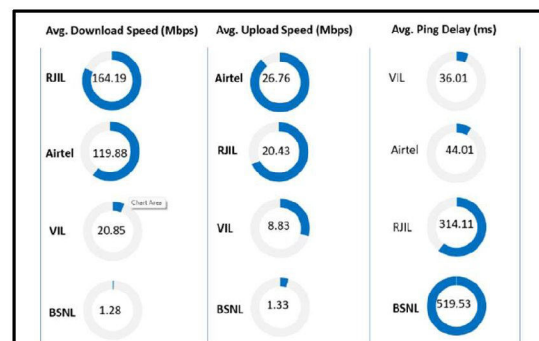 Avg. Download Speed (Mbps)
RJIL
164.19
Airtel
119.88
Chart Area
VIL
20.85
BSNL
1.28
Avg. Upload Speed (Mbps)
Airtel
26.76
RJIL
20.43
VIL
8.83
BSNL
1.33
Avg. Ping Delay (ms)
VIL
36.01
Airtel
44.01
RJIL
314.11
BSNL
519.53